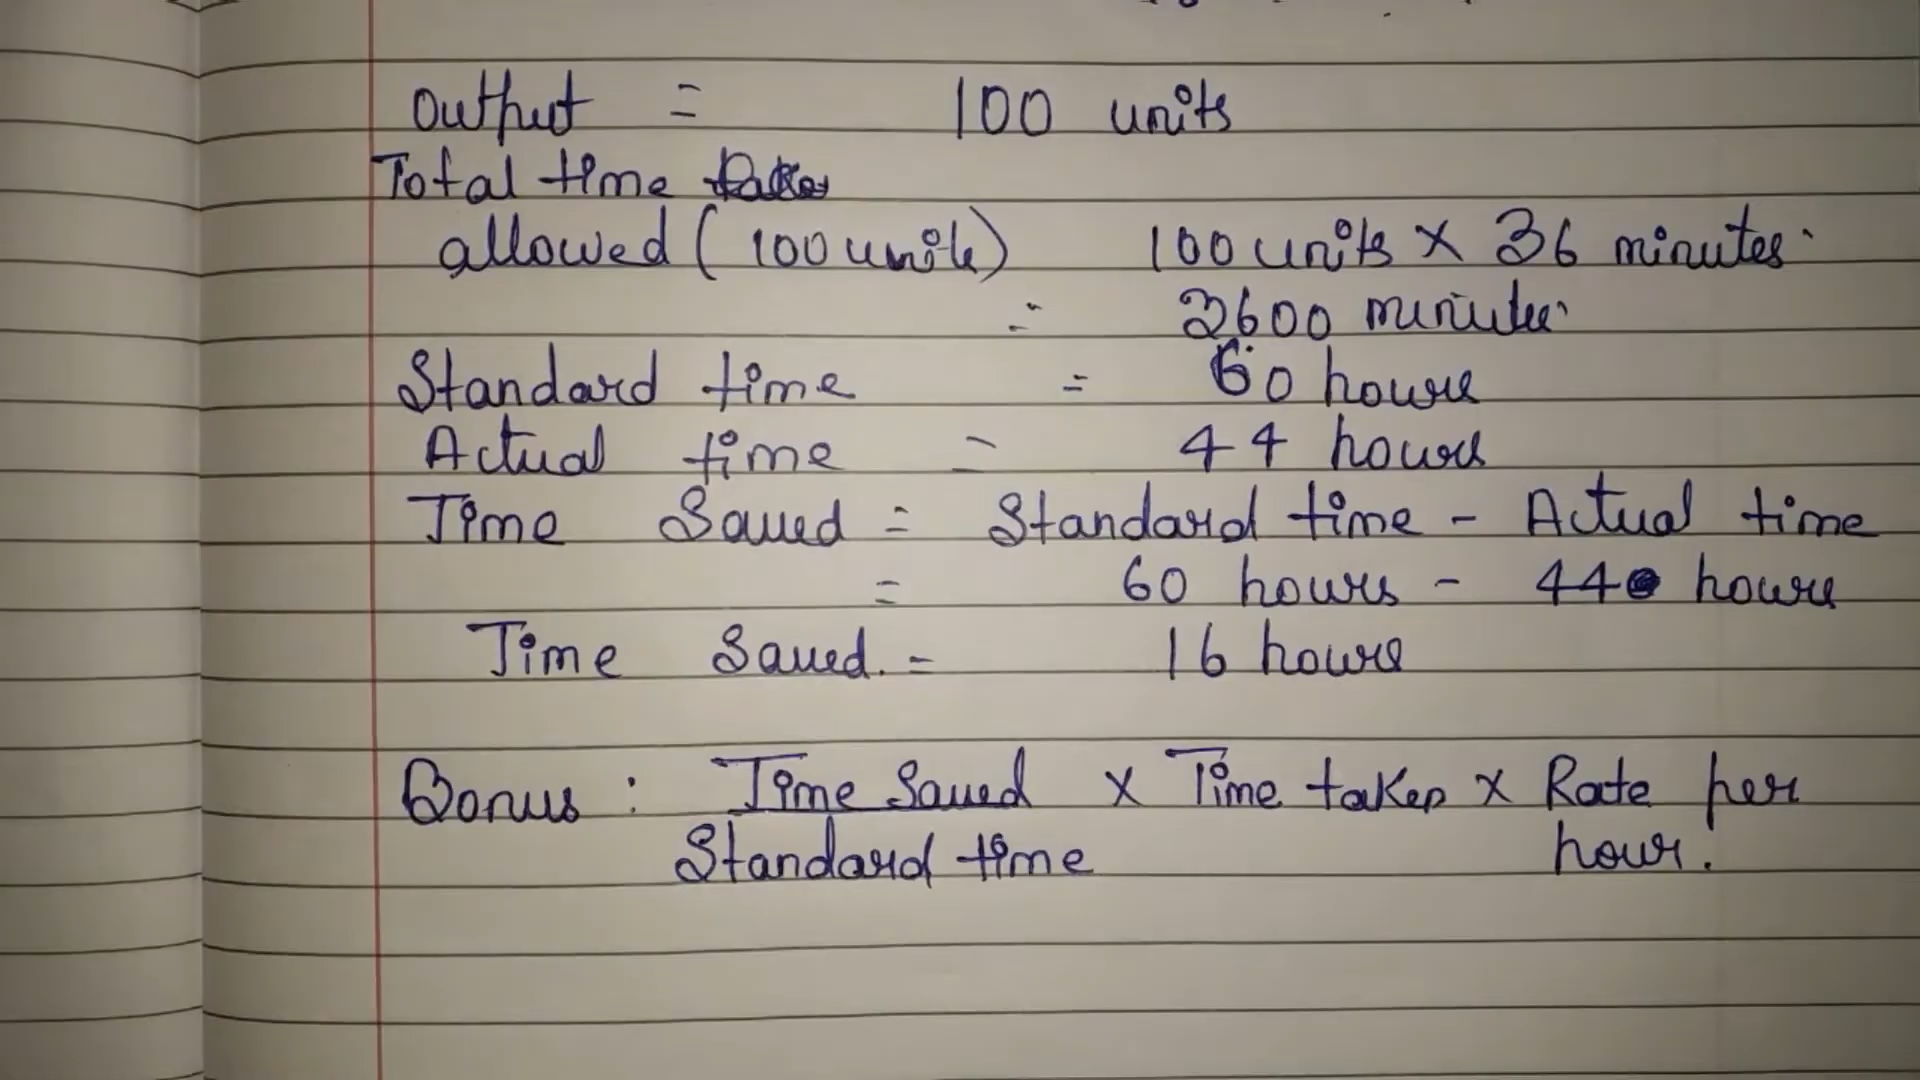 Output = 100 units
Total time
allowed (100 units) 100 units × 36 minutes.
= 3600 minutes
Standard time = 60 hours
Actual time = 44 hours
Time Saved = Standard time - Actual time
= 60 hours - 44 hours
Time Saved. = 16 hours
Bonus : Time Saved × Time taken × Rate per
Standard time hour.